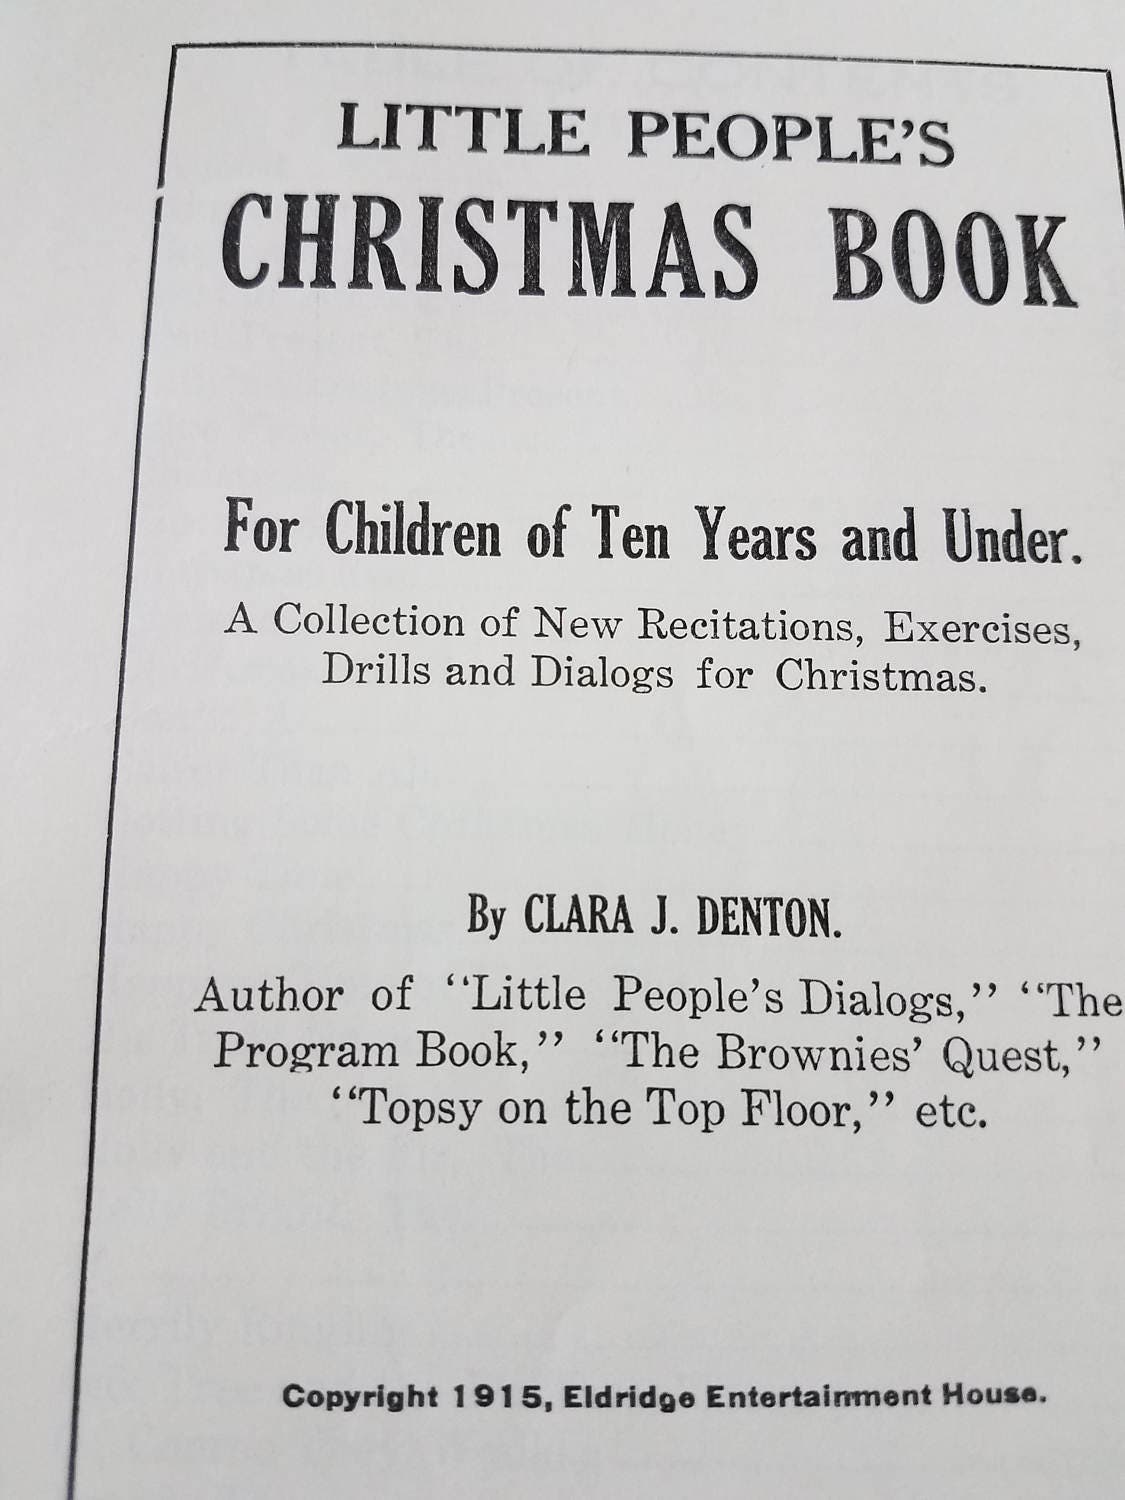 LITTLE PEOPLE'S
CHRISTMAS BOOK
For Children of Ten Years and Under.
A Collection of New Recitations, Exercises,
Drills and Dialogs for Christmas.
By CLARA J. DENTON.
Author of "Little People's Dialogs," "The
Program Book," "The Brownies' Quest,"
"Topsy on the Top Floor," etc.
Copyright 1915, Eldridge Entertainment House.